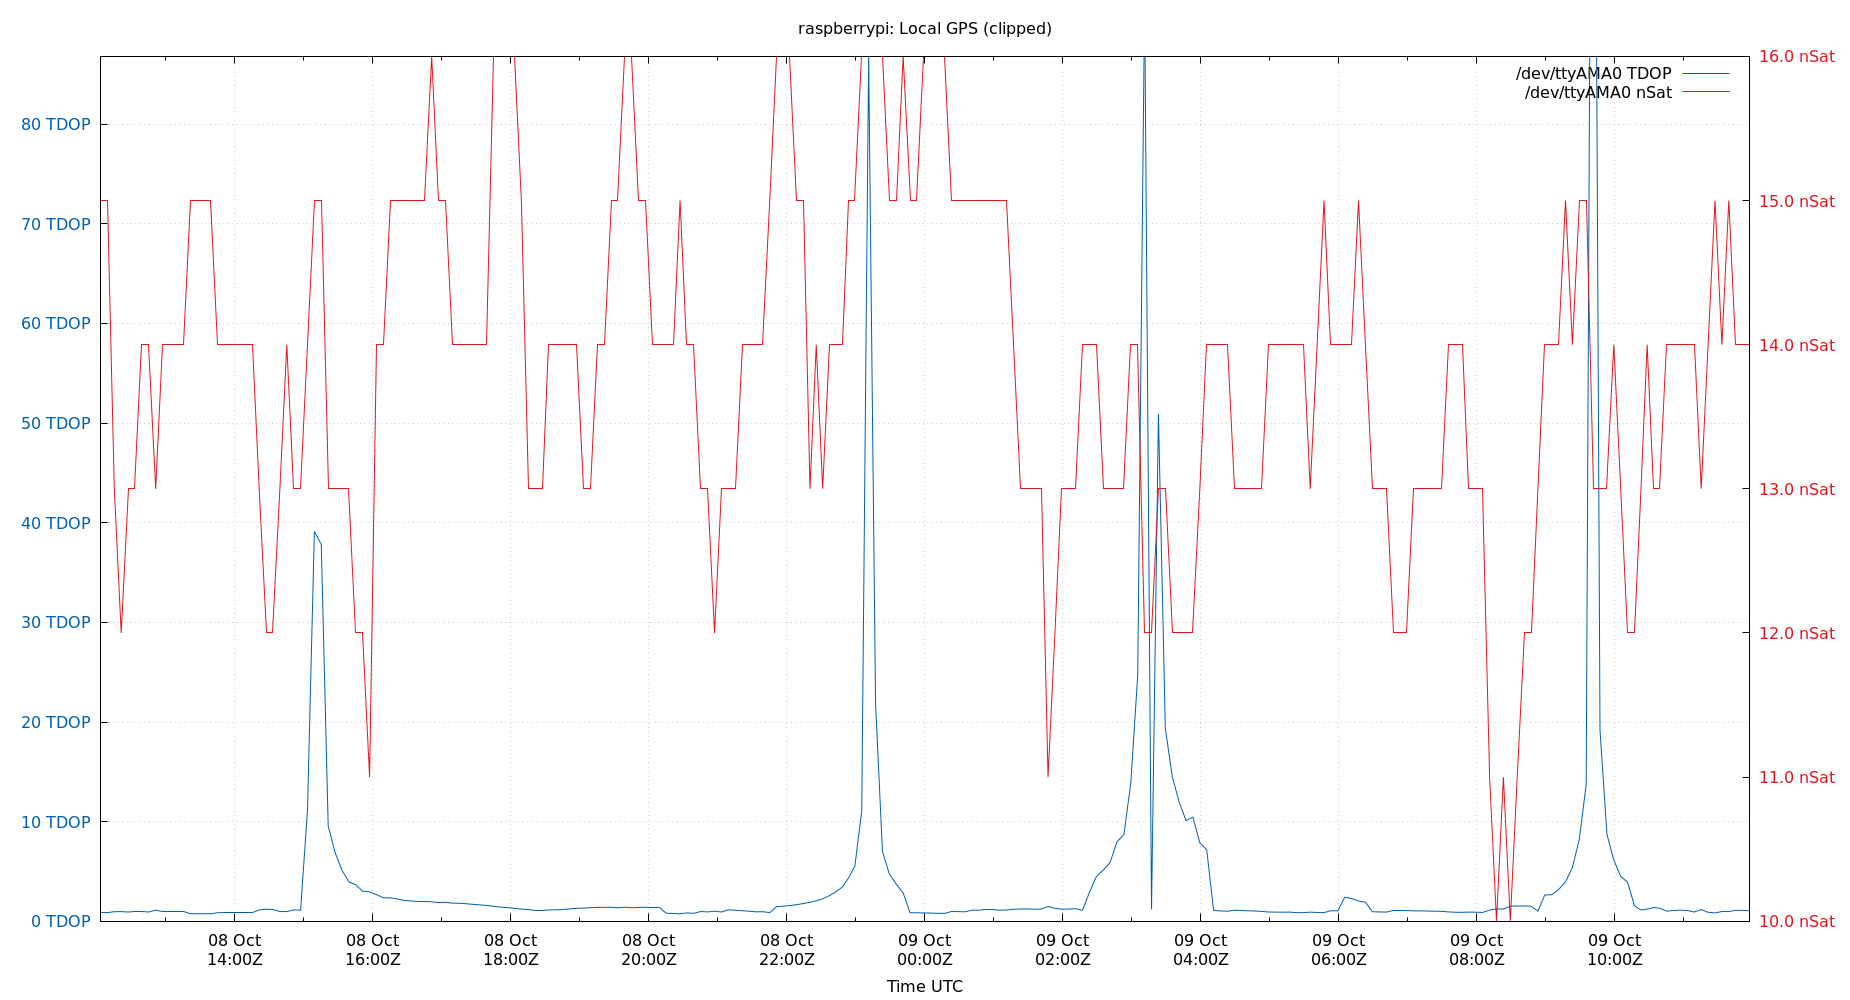 raspberrypi: Local GPS (clipped)
/dev/ttyAMA0 TDOP
/dev/ttyAMA0 nSat
80 TDOP
70 TDOP
60 TDOP
50 TDOP
40 TDOP
30 TDOP
20 TDOP
10 TDOP
0 TDOP
16.0 nSat
15.0 nSat
14.0 nSat
13.0 nSat
12.0 nSat
11.0 nSat
10.0 nSat
08 Oct
14:00Z
08 Oct
16:00Z
08 Oct
18:00Z
08 Oct
20:00Z
08 Oct
22:00Z
09 Oct
00:00Z
09 Oct
02:00Z
09 Oct
04:00Z
09 Oct
06:00Z
09 Oct
08:00Z
09 Oct
10:00Z
Time UTC